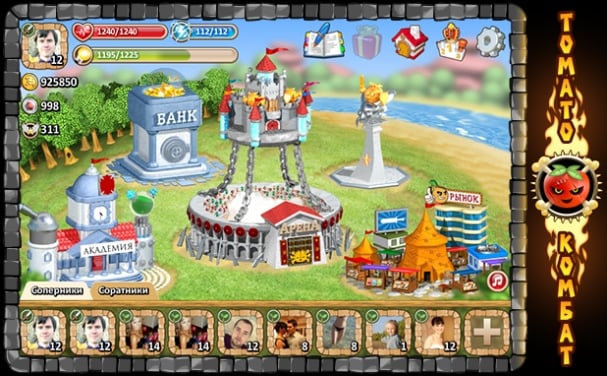 1240/1240
112/112
12
1195/1225
925850
998
311
БАНК
АРЕНА
РЫНОК
АКАДЕМИЯ
Соперники
Соратники
12
12
14
14
12
8
8
1
12
ТОМАТО
КОМБАТ